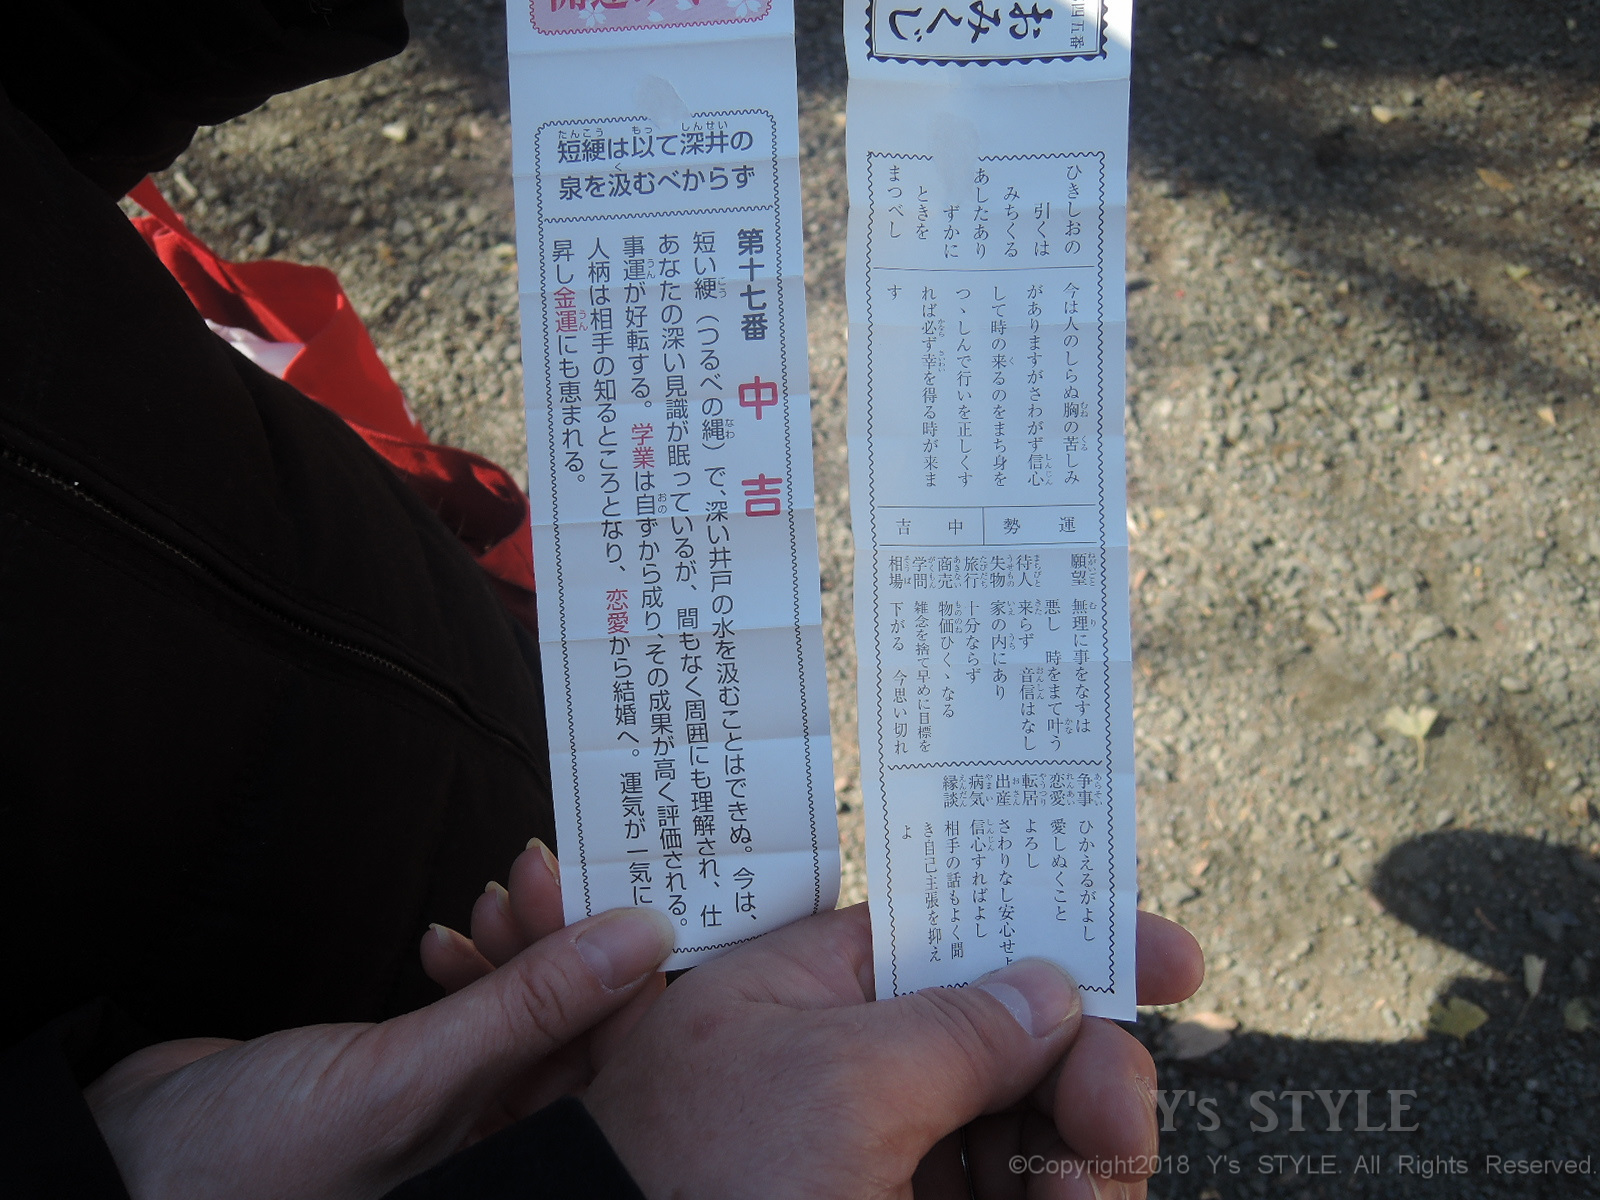 短綆は以て深井の
泉を汲むべからず
第十七番 中吉
短い綆（つるべの縄）で、深い井戸の水を汲むことはできぬ。今は、
あなたの深い見識が眠っているが、間もなく周囲にも理解され、仕
事運が好転する。学業は自ずから成り、その成果が高く評価される。
人柄は相手の知るところとなり、恋愛から結婚へ。運気が一気に
昇し金運にも恵まれる。
四五番
おみくじ
ひきしおの
引くは
みちくる
あしたあり
ずかに
ときを
まつべし
今は人のしらぬ胸の苦しみ
がありますがさわがず信心
して時の来るのをまち身を
つゝしんで行いを正しくす
れば必ず幸を得る時が来ま
す
運勢 中吉
願望 無理に事をなすは
悪し 時をまて叶う
待人 来らず 音信はなし
失物 家の内にあり
旅行 十分ならず
商売 物価ひくゝなる
学問 雑念を捨て早めに目標を
相場 下がる 今思い切れ
争事 ひかえるがよし
恋愛 愛しぬくこと
転居 よろし
出産 さわりなし安心せよ
病気 信心すればよし
縁談 相手の話もよく聞
き自己主張を抑え
よ
Y's STYLE
©Copyright2018 Y's STYLE. All Rights Reserved.